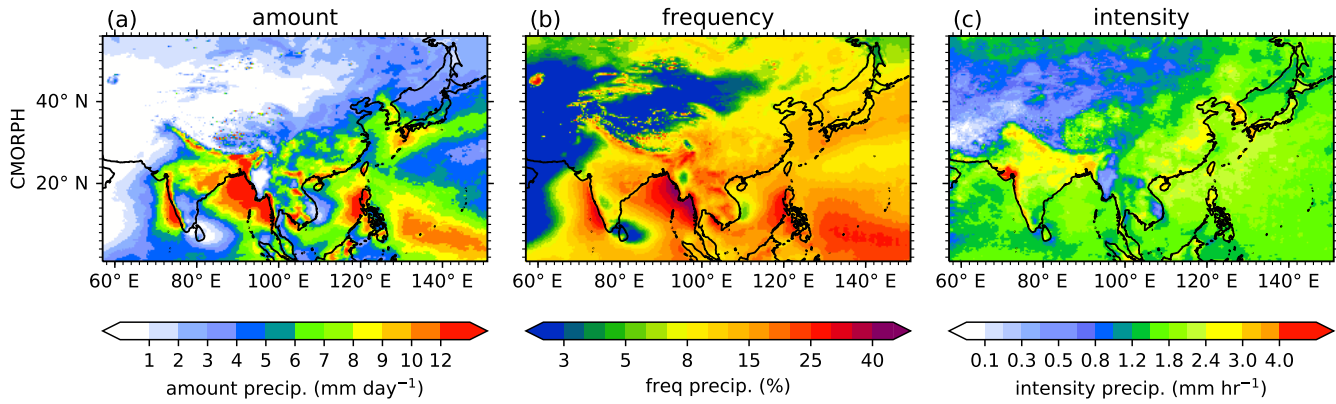 (a) amount
(b) frequency
(c) intensity
CMORPH
40° N
20° N
60° E 80° E 100° E 120° E 140° E
60° E 80° E 100° E 120° E 140° E
60° E 80° E 100° E 120° E 140° E
1 2 3 4 5 6 7 8 9 10 12
amount precip. (mm day⁻¹)
3 5 8 15 25 40
freq precip. (%)
0.1 0.3 0.5 0.8 1.2 1.8 2.4 3.0 4.0
intensity precip. (mm hr⁻¹)